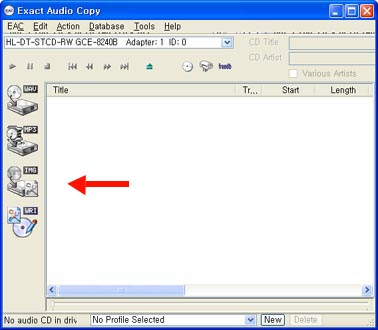 Exact Audio Copy
EAC Edit Action Database Tools Help
HL-DT-STCD-RW GCE-8240B Adapter: 1 ID: 0
CD Title
CD Artist
freedb
Various Artists
WAV
MP3
IMG
WRI
Title Tr... Start Length
No audio CD in driv No Profile Selected New Delete